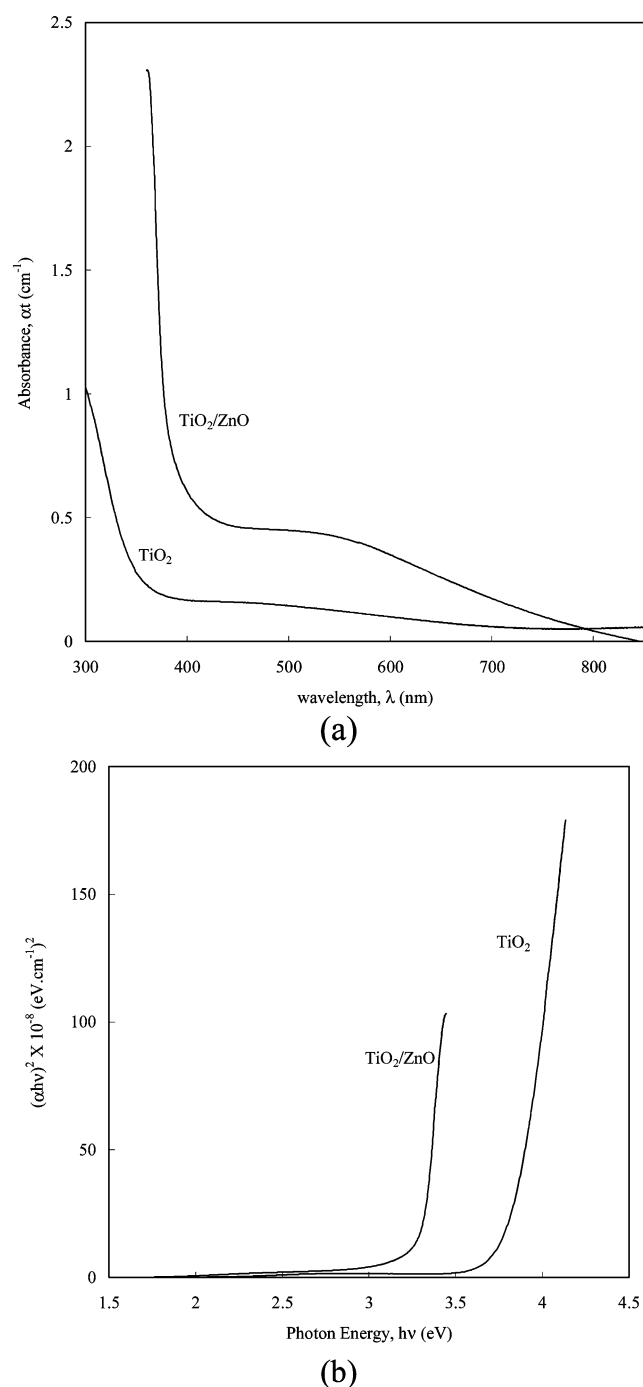 2.5
2
1.5
1
0.5
0
Absorbance, αt (cm⁻¹)
TiO₂/ZnO
TiO₂
300 400 500 600 700 800
wavelength, λ (nm)
(a)
200
150
100
50
0
(αhν)² X 10⁻⁸ (eV.cm⁻¹)²
TiO₂
TiO₂/ZnO
1.5 2 2.5 3 3.5 4 4.5
Photon Energy, hν (eV)
(b)